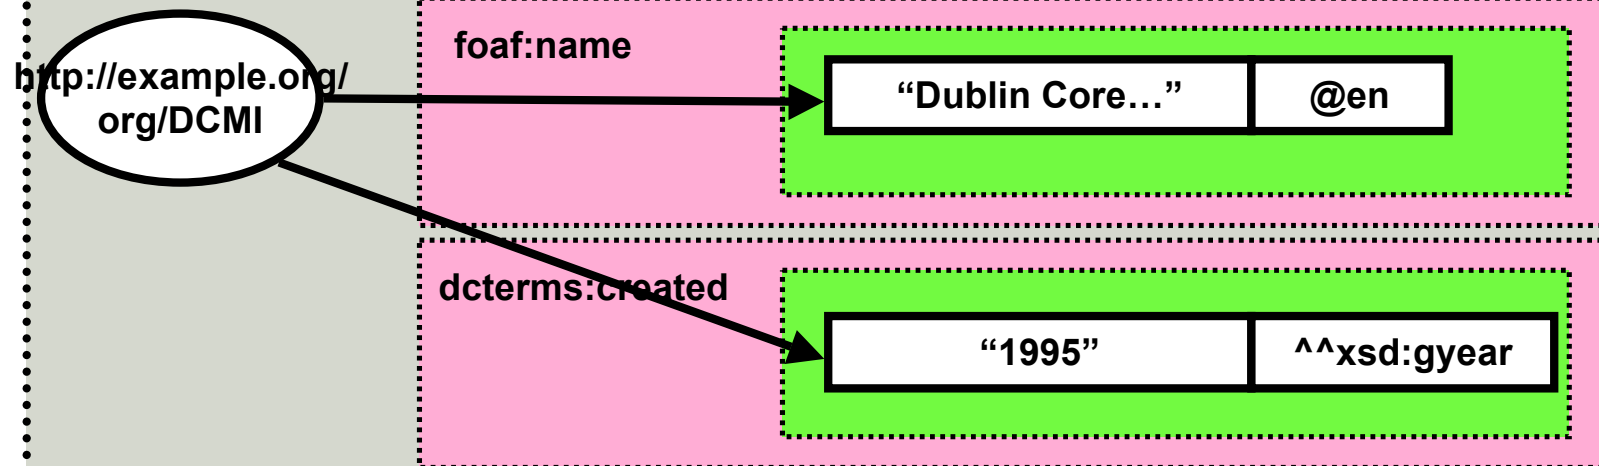 foaf:name
http://example.org/
org/DCMI
“Dublin Core…” @en
dcterms:created
“1995” ^^xsd:gyear